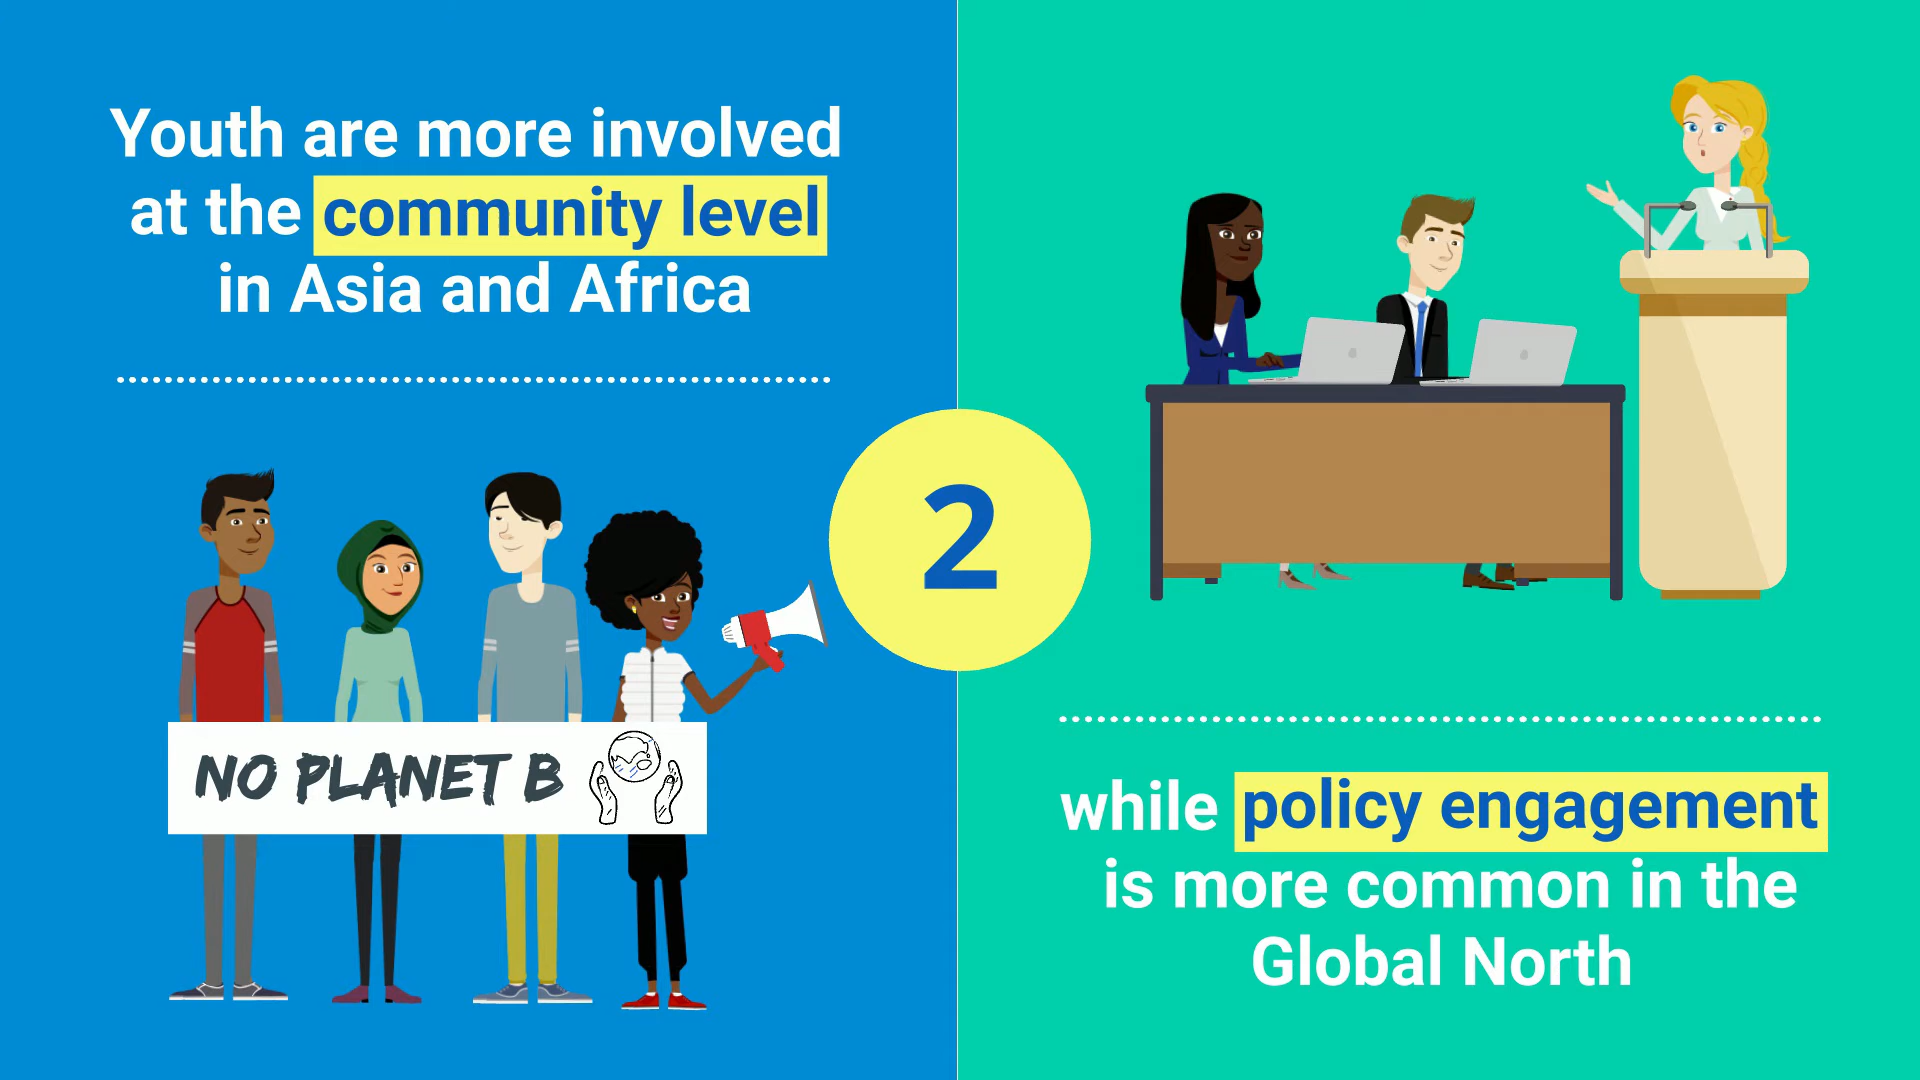 Youth are more involved
at the community level
in Asia and Africa
2
NO PLANET B
while policy engagement
is more common in the
Global North